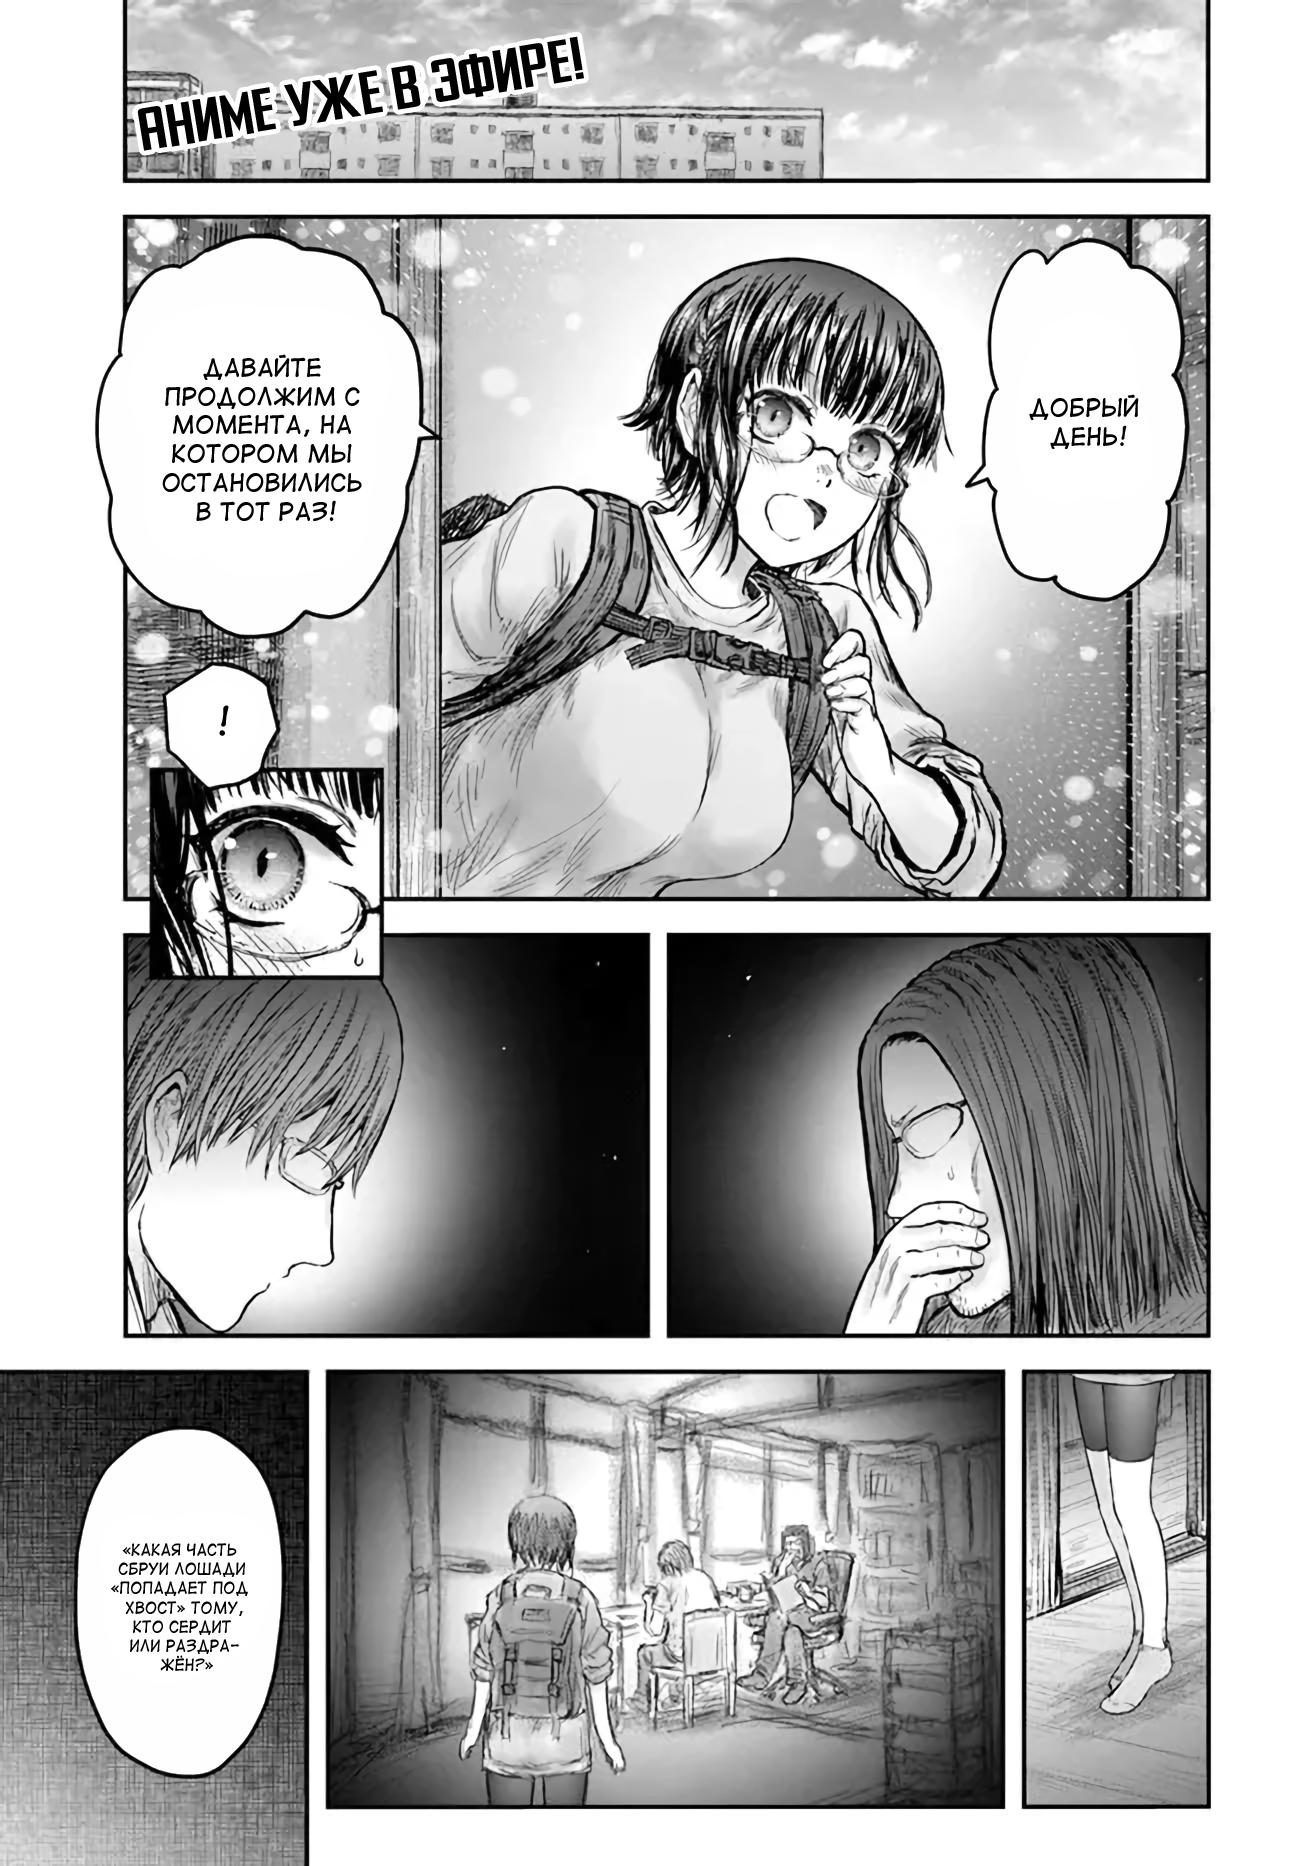 АНИМЕ УЖЕ В ЭФИРЕ!
ДОБРЫЙ
ДЕНЬ!
ДАВАЙТЕ
ПРОДОЛЖИМ С
МОМЕНТА, НА
КОТОРОМ МЫ
ОСТАНОВИЛИСЬ
В ТОТ РАЗ!
!
«КАКАЯ ЧАСТЬ
СБРУИ ЛОШАДИ
«ПОПАДАЕТ ПОД
ХВОСТ» ТОМУ,
КТО СЕРДИТ
ИЛИ РАЗДРА-
ЖЁН?»